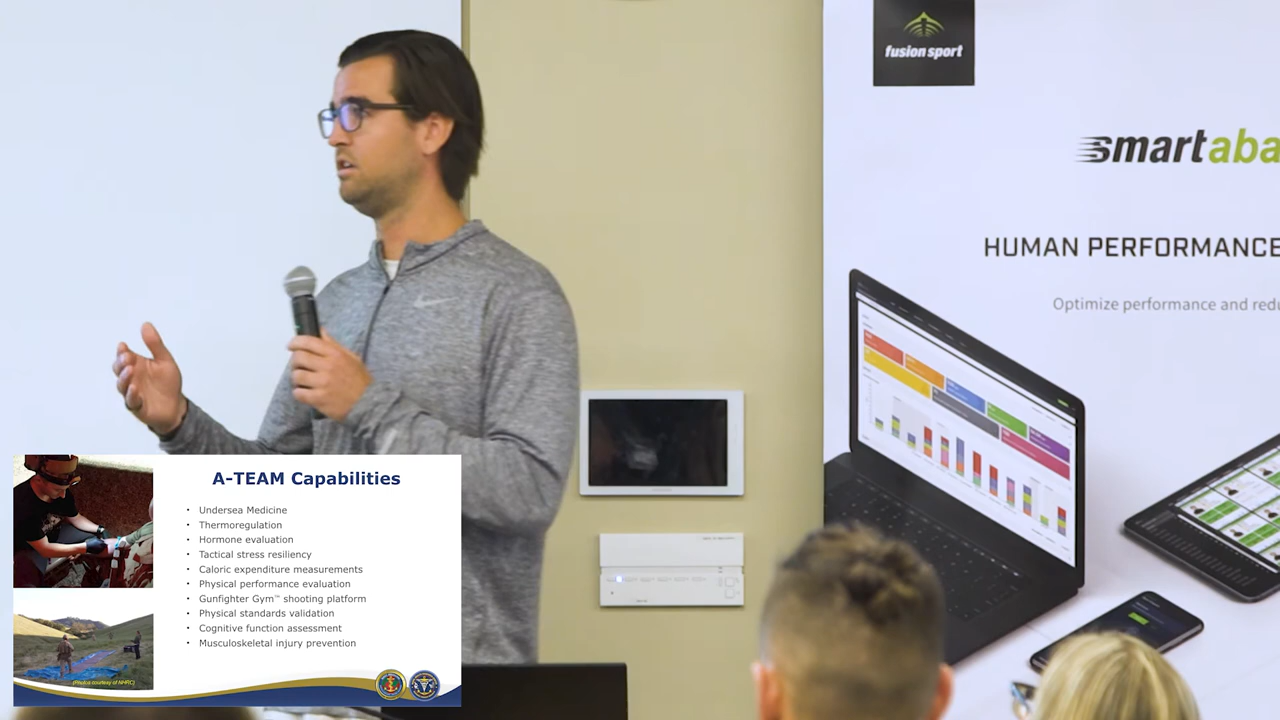 fusion sport
smartaba
HUMAN PERFORMANCE
Optimize performance and redu
A-TEAM Capabilities
• Undersea Medicine
• Thermoregulation
• Hormone evaluation
• Tactical stress resiliency
• Caloric expenditure measurements
• Physical performance evaluation
• Gunfighter Gym™ shooting platform
• Physical standards validation
• Cognitive function assessment
• Musculoskeletal injury prevention
(Photos courtesy of NHRC)